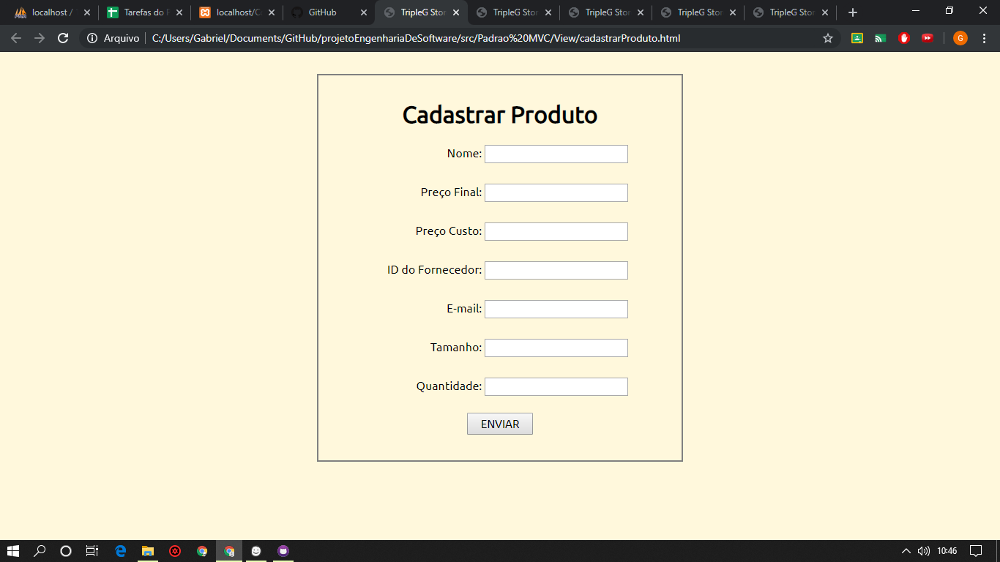 localhost /
Tarefas do P
localhost/C
GitHub
TripleG Stor
TripleG Stor
TripleG Stor
TripleG Stor
TripleG Stor
Arquivo
C:/Users/Gabriel/Documents/GitHub/projetoEngenhariaDeSoftware/src/Padrao%20MVC/View/cadastrarProduto.html
G
Cadastrar Produto
Nome:
Preço Final:
Preço Custo:
ID do Fornecedor:
E-mail:
Tamanho:
Quantidade:
ENVIAR
10:46